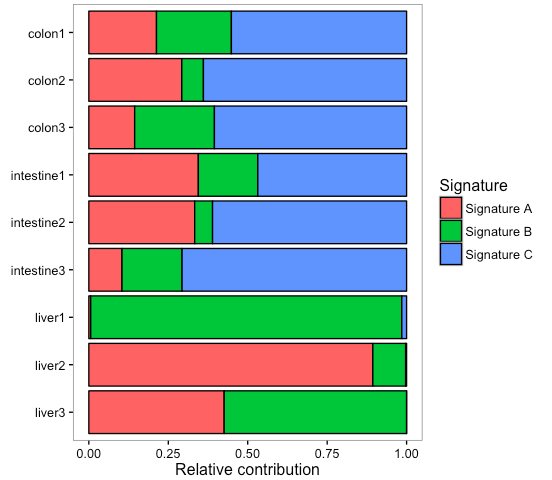 colon1
colon2
colon3
intestine1
intestine2
intestine3
liver1
liver2
liver3
0.00 0.25 0.50 0.75 1.00
Relative contribution
Signature
Signature A
Signature B
Signature C